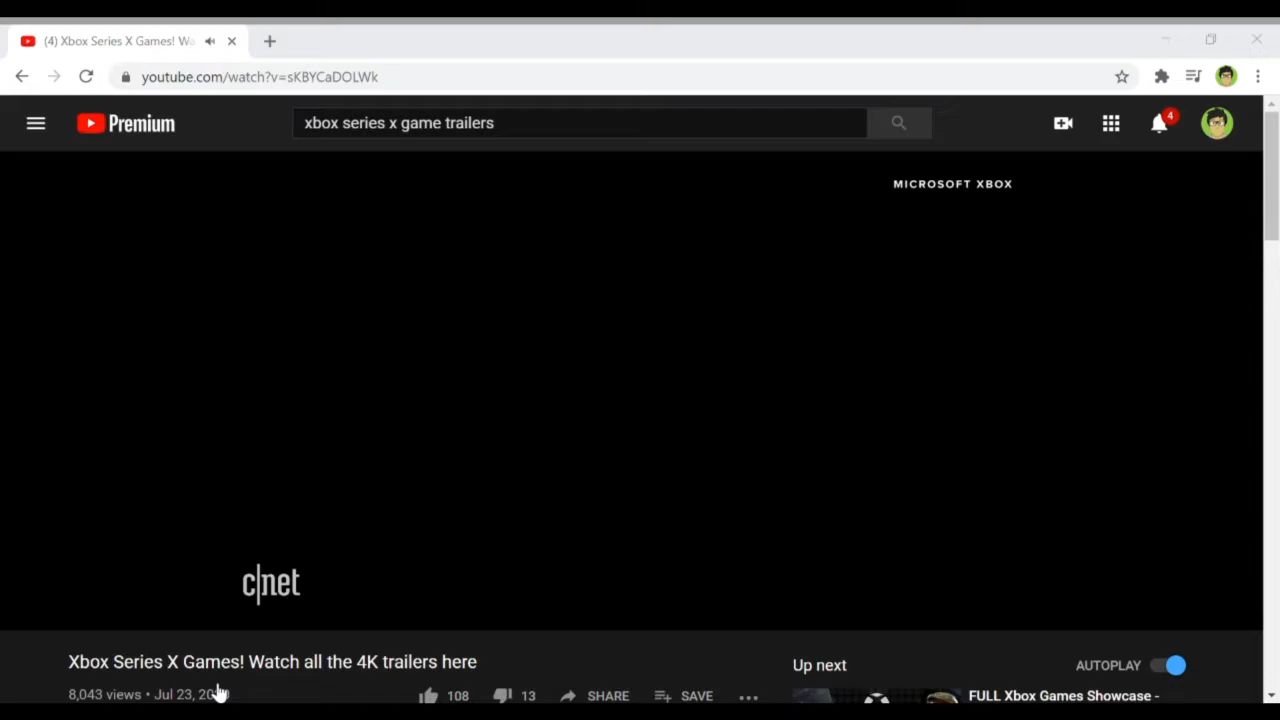 (4) Xbox Series X Games! Wa
youtube.com/watch?v=sKBYCaDOLWk
Premium
xbox series x game trailers
4
MICROSOFT XBOX
c|net
Xbox Series X Games! Watch all the 4K trailers here
8,043 views • Jul 23, 20
108
13
SHARE
SAVE
Up next
AUTOPLAY
FULL Xbox Games Showcase -